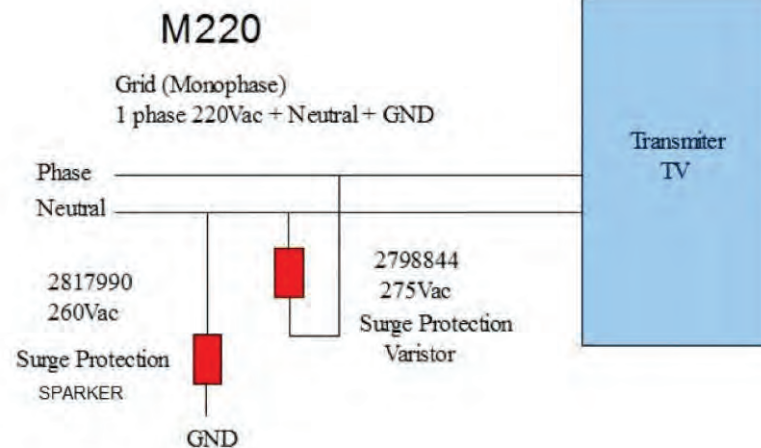 M220
Grid (Monophase)
1 phase 220Vac + Neutral + GND
Transmiter
TV
Phase
Neutral
2817990
260Vac
Surge Protection
SPARKER
2798844
275Vac
Surge Protection
Varistor
GND